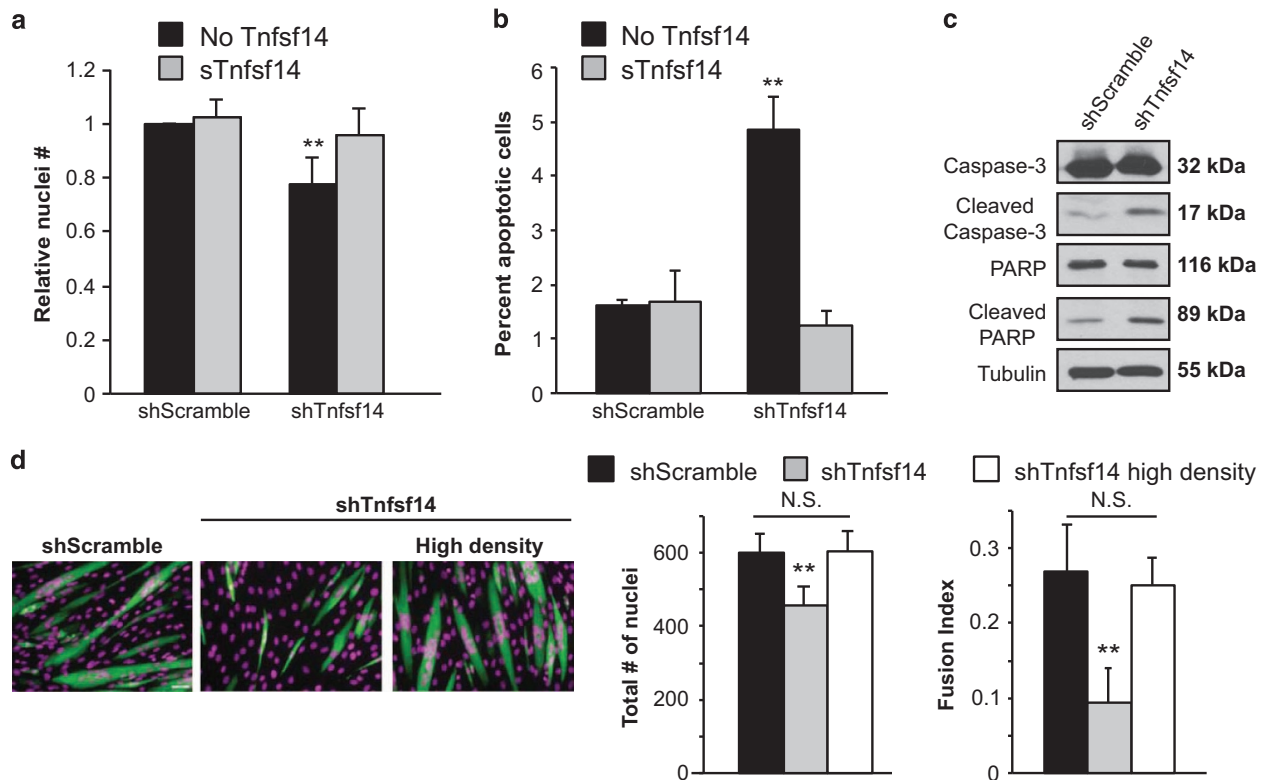 a
No Tnfsf14
sTnfsf14
Relative nuclei #
1.2
1
0.8
0.6
0.4
0.2
0
**
shScramble
shTnfsf14
b
No Tnfsf14
sTnfsf14
Percent apoptotic cells
6
5
4
3
2
1
0
**
shScramble
shTnfsf14
c
shScramble
shTnfsf14
Caspase-3
32 kDa
Cleaved
Caspase-3
17 kDa
PARP
116 kDa
Cleaved
PARP
89 kDa
Tubulin
55 kDa
d
shTnfsf14
shScramble
High density
shScramble
shTnfsf14
shTnfsf14 high density
Total # of nuclei
600
400
200
0
N.S.
**
Fusion Index
0.3
0.2
0.1
0
N.S.
**